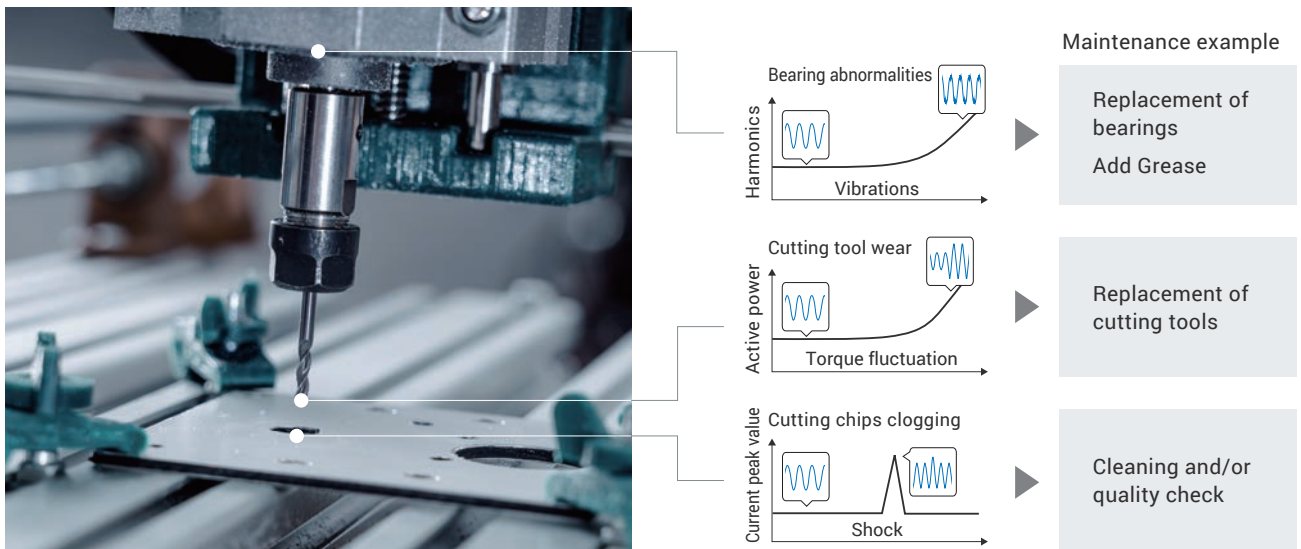 Maintenance example
Bearing abnormalities
Harmonics
Vibrations
Replacement of
bearings
Add Grease
Cutting tool wear
Active power
Torque fluctuation
Replacement of
cutting tools
Cutting chips clogging
Current peak value
Shock
Cleaning and/or
quality check